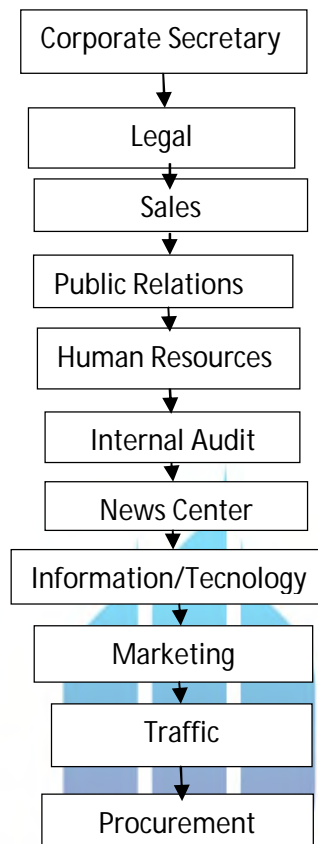 Corporate Secretary
Legal
Sales
Public Relations
Human Resources
Internal Audit
News Center
Information/Tecnology
Marketing
Traffic
Procurement